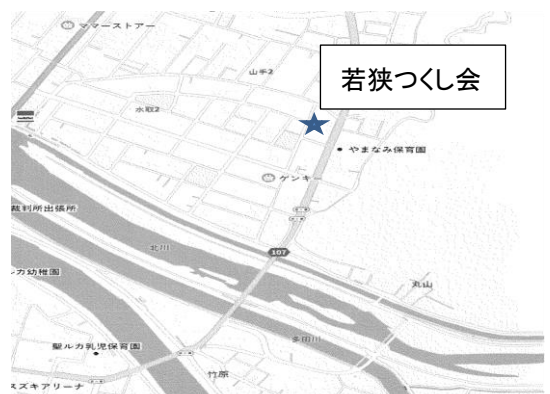 ママーストアー
若狭つくし会
山手2
水取2
やまなみ保育園
ゲンキー
裁判所出張所
北川
107
ルカ幼稚園
丸山
多田川
聖ルカ乳児保育園
竹原
スズキアリーナ